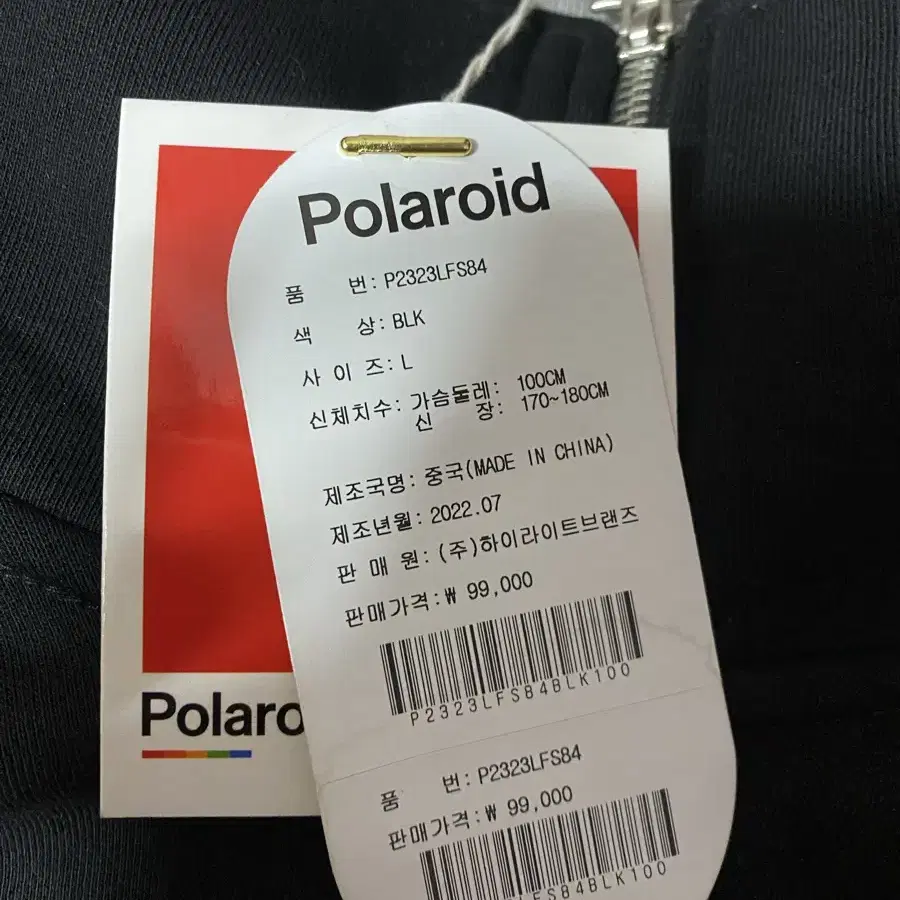 Polaroid
품 번: P2323LFS84
색 상: BLK
사 이 즈: L
신체치수: 가슴둘레: 100CM
신 장: 170~180CM
제조국명: 중국(MADE IN CHINA)
제조년월: 2022.07
판 매 원: (주)하이라이트브랜즈
판매가격:₩ 99,000
P2323LFS84BLK100
품 번: P2323LFS84
판매가격:₩ 99,000
LFS84BLK100
Polaro